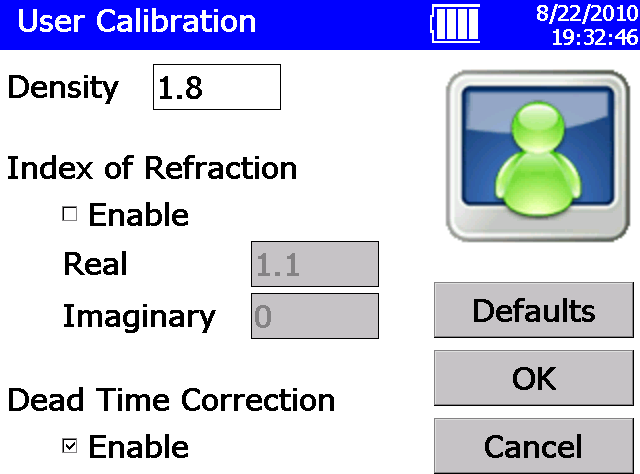 User Calibration
8/22/2010
19:32:46
Density 1.8
Index of Refraction
Enable
Real 1.1
Imaginary 0
Defaults
OK
Dead Time Correction
Enable
Cancel